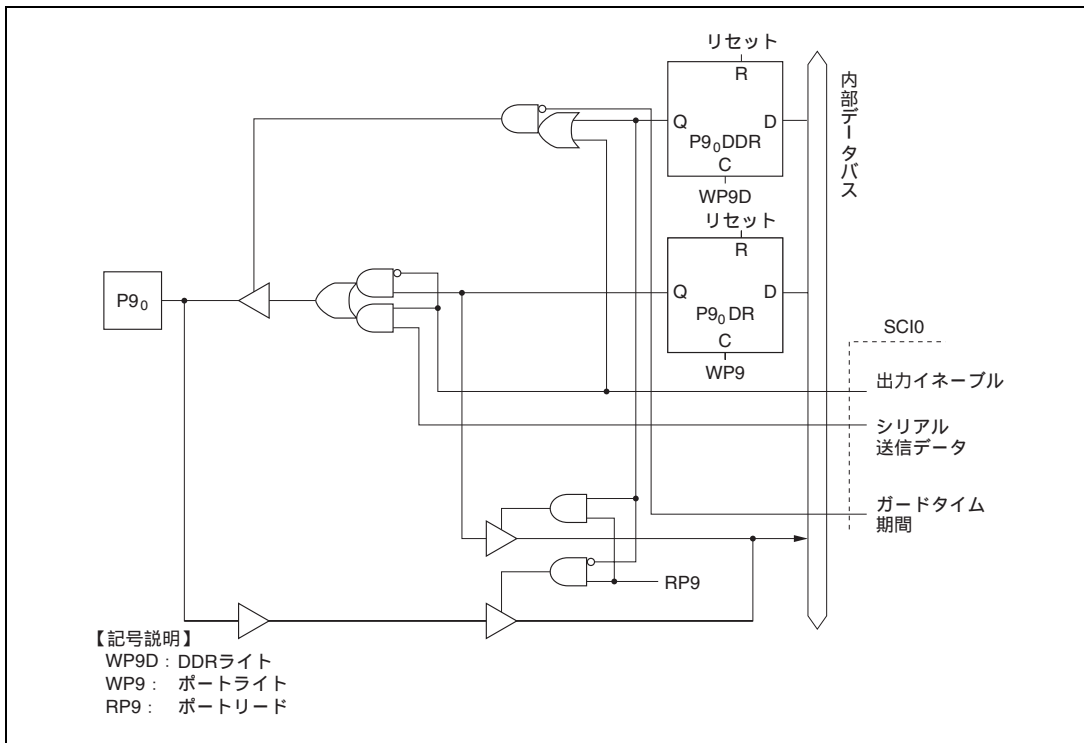 リセット
R
Q
D
P9₀DDR
C
WP9D
内部データバス
リセット
R
Q
D
P9₀DR
C
WP9
P9₀
SCI0
出力イネーブル
シリアル
送信データ
ガードタイム
期間
RP9
【記号説明】
WP9D : DDRライト
WP9 : ポートライト
RP9 : ポートリード